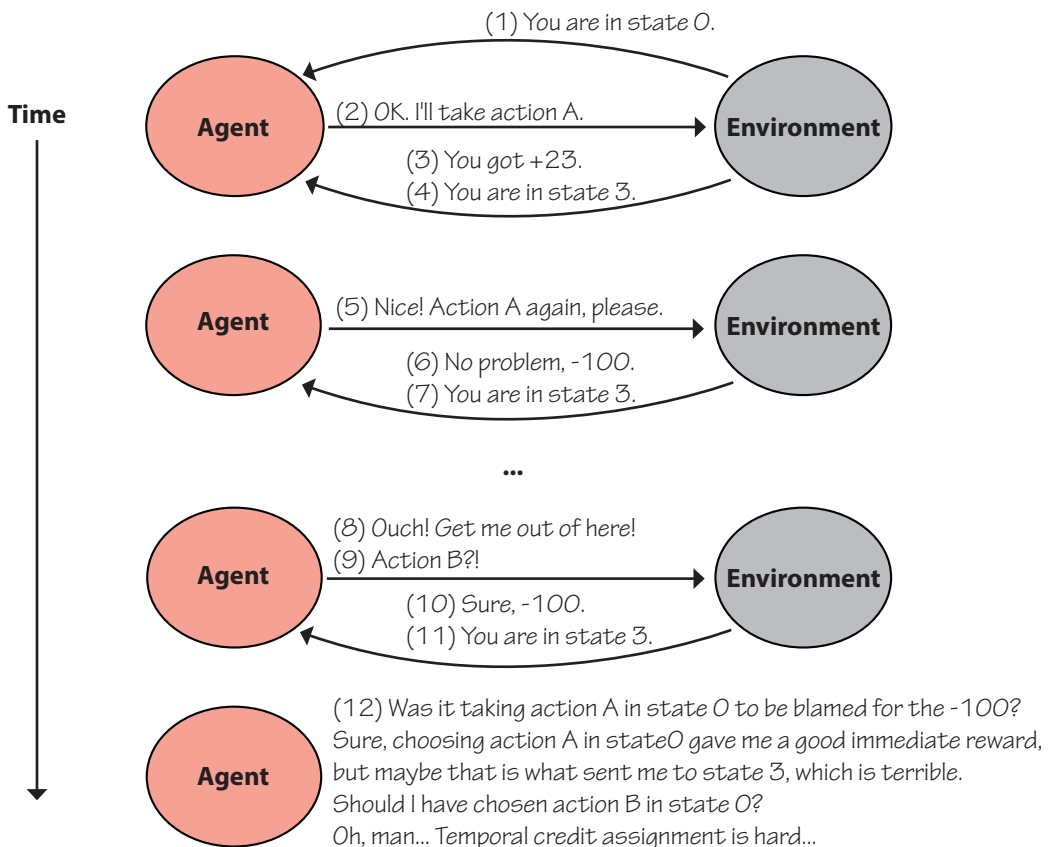 (1) You are in state 0.
Time
Agent
(2) OK. I'll take action A.
Environment
(3) You got +23.
(4) You are in state 3.
Agent
(5) Nice! Action A again, please.
Environment
(6) No problem, -100.
(7) You are in state 3.
...
Agent
(8) Ouch! Get me out of here!
(9) Action B?!
Environment
(10) Sure, -100.
(11) You are in state 3.
Agent
(12) Was it taking action A in state 0 to be blamed for the -100?
Sure, choosing action A in state0 gave me a good immediate reward,
but maybe that is what sent me to state 3, which is terrible.
Should I have chosen action B in state 0?
Oh, man... Temporal credit assignment is hard...